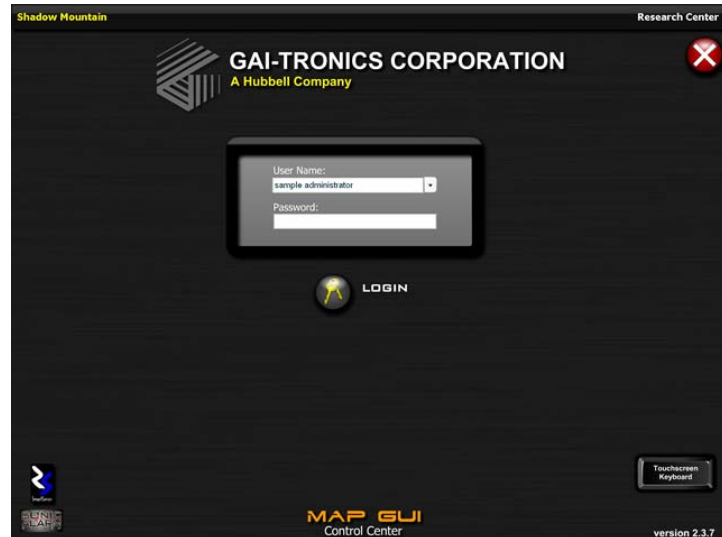 Shadow Mountain
Research Center
GAI-TRONICS CORPORATION
A Hubbell Company
User Name:
sample administrator
Password:
LOGIN
Touchscreen
Keyboard
MAP GUI
Control Center
version 2.3.7